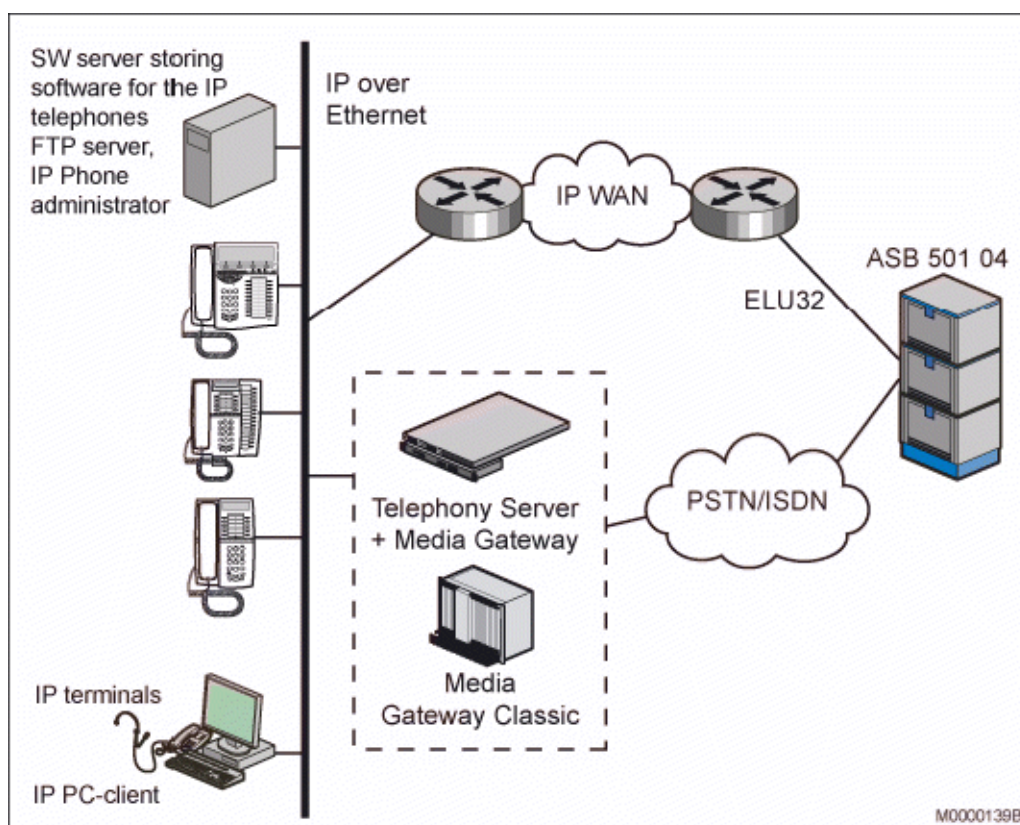 SW server storing
software for the IP
telephones
FTP server,
IP Phone
administrator
IP over
Ethernet
IP WAN
ASB 501 04
ELU32
Telephony Server
+ Media Gateway
PSTN/ISDN
Media
Gateway Classic
IP terminals
IP PC-client
M0000139B